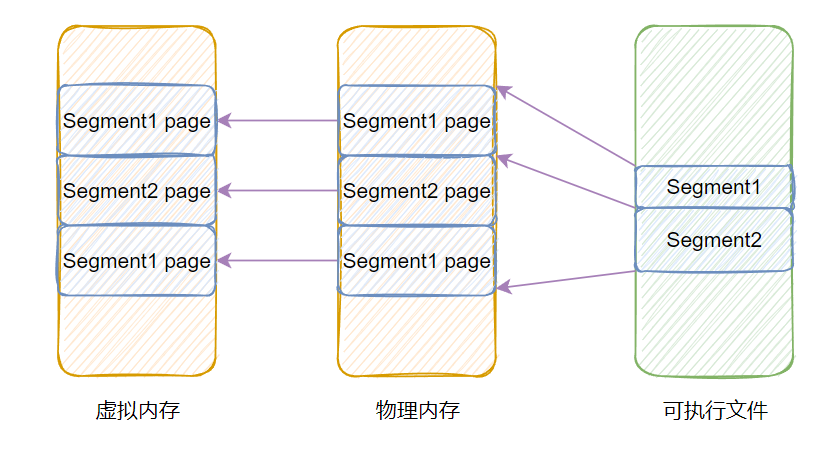 Segment1 page
Segment2 page
Segment1 page
虚拟内存
Segment1 page
Segment2 page
Segment1 page
物理内存
Segment1
Segment2
可执行文件